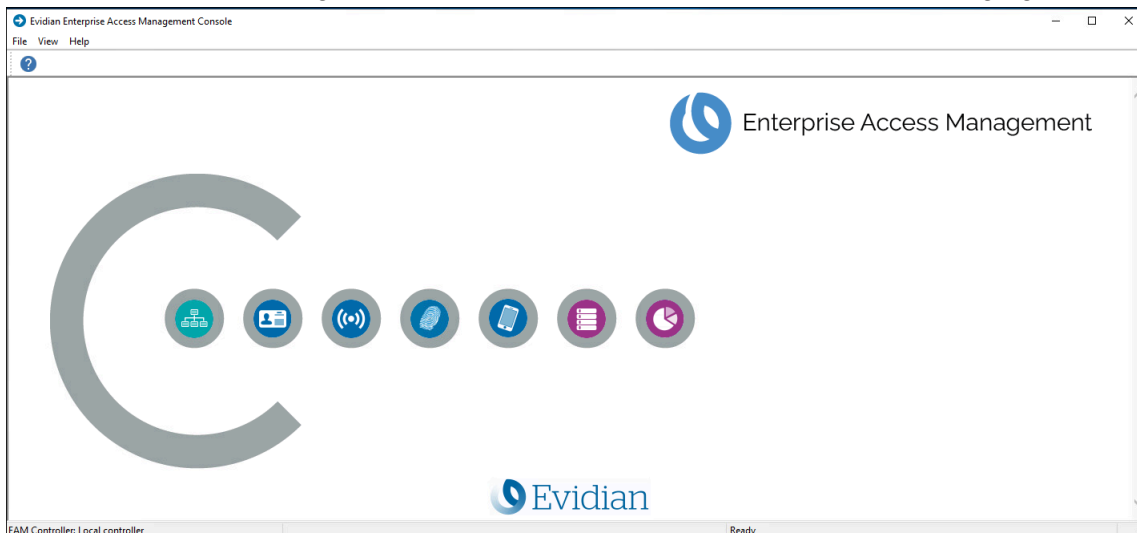 Evidian Enterprise Access Management Console
File View Help
?
Enterprise Access Management
Evidian
EAM Controller: Local controller
Ready